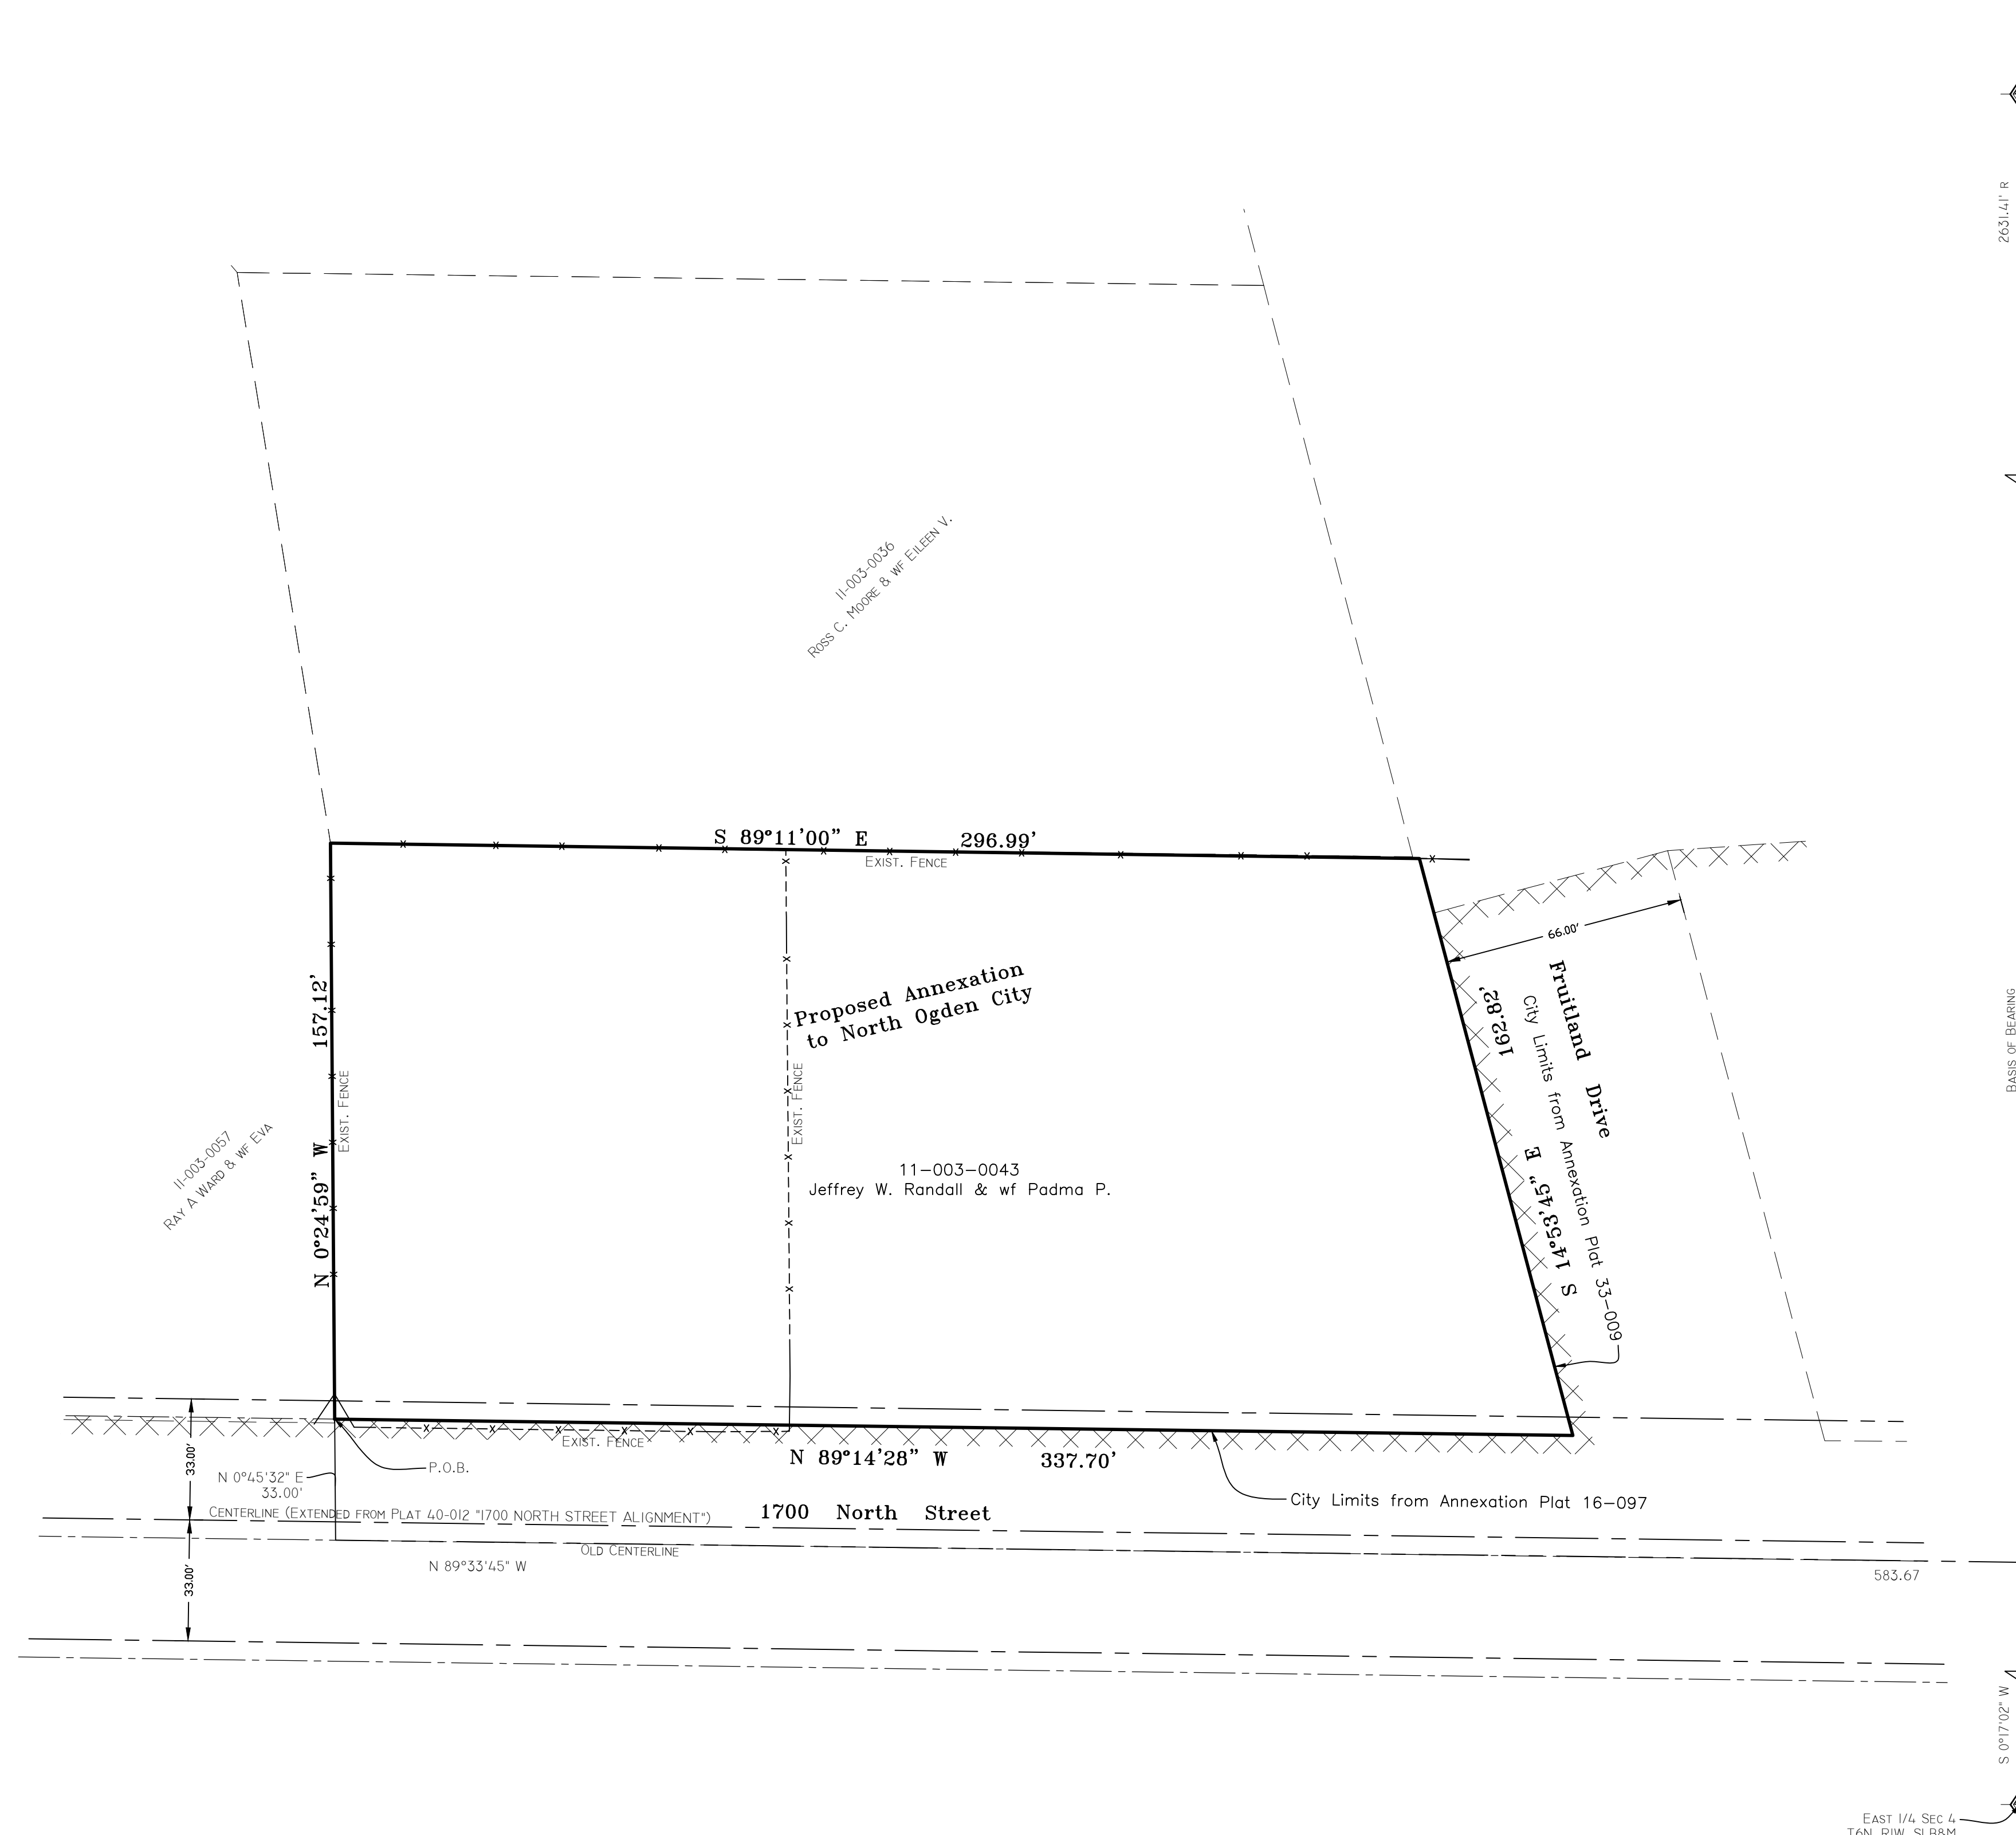 2631.41' R
11-003-0036
Ross C. Moore & wf Eileen V.
S 89°11'00" E 296.99'
Exist. Fence
66.00'
Fruitland Drive
City Limits from Annexation Plat 33-009
S 14°53'45" E 162.82'
Proposed Annexation
to North Ogden City
N 0°24'59" W 157.12'
Exist. Fence
Exist. Fence
Basis of Bearing
11-003-0057
Ray A Ward & wf Eva
11-003-0043
Jeffrey W. Randall & wf Padma P.
Exist. Fence
N 89°14'28" W 337.70'
P.O.B.
33.00'
N 0°45'32" E
33.00'
City Limits from Annexation Plat 16-097
Centerline (Extended from Plat 40-012 "1700 NORTH STREET ALIGNMENT")
1700 North Street
Old Centerline
N 89°33'45" W
583.67
33.00'
S 0°17'02" W
East 1/4 Sec 4
T6N, R1W, SLB&M